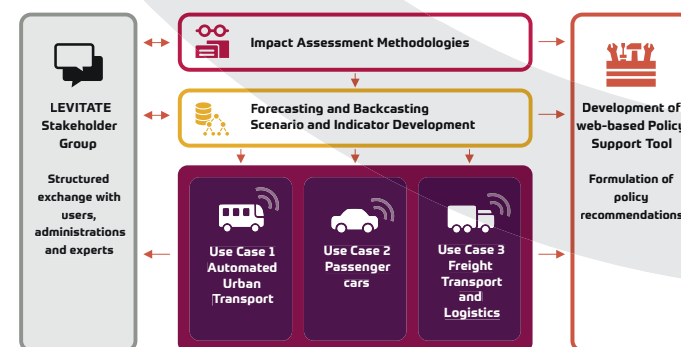 LEVITATE
Stakeholder
Group
Structured
exchange with
users,
administrations
and experts
Impact Assessment Methodologies
Forecasting and Backcasting
Scenario and Indicator Development
Use Case 1
Automated
Urban
Transport
Use Case 2
Passenger
cars
Use Case 3
Freight
Transport
and
Logistics
Development of
web-based Policy
Support Tool
Formulation of
policy
recommendations